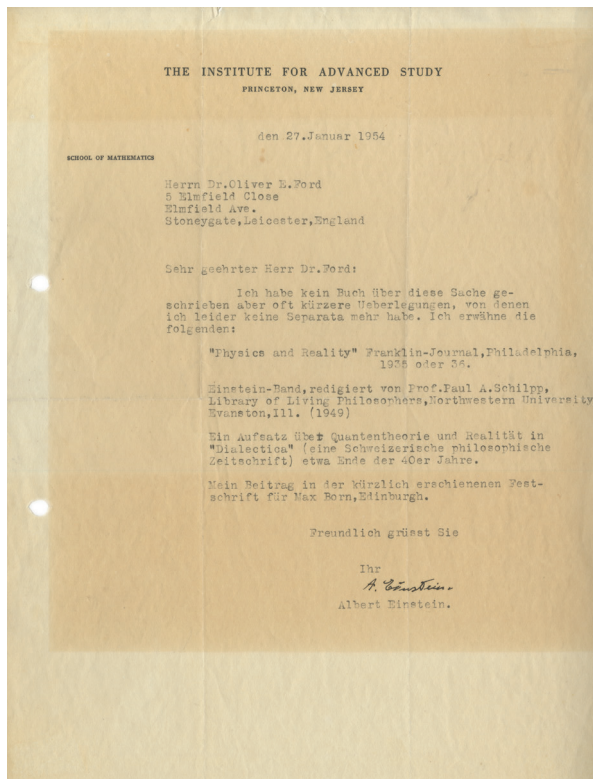 THE INSTITUTE FOR ADVANCED STUDY
PRINCETON, NEW JERSEY
den 27.Januar 1954
SCHOOL OF MATHEMATICS
Herrn Dr.Oliver E.Ford
5 Elmfield Close
Elmfield Ave.
Stoneygate,Leicester,England
Sehr geehrter Herr Dr.Ford:
Ich habe kein Buch über diese Sache ge-
schrieben aber oft kürzere Ueberlegungen, von denen
ich leider keine Separata mehr habe. Ich erwähne die
folgenden:
"Physics and Reality" Franklin-Journal,Philadelphia,
1935 oder 36.
Einstein-Band,redigiert von Prof.Paul A.Schilpp,
Library of Living Philosophers,Northwestern University
Evanston,Ill. (1949)
Ein Aufsatz über Quantentheorie und Realität in
"Dialectica" (eine Schweizerische philosophische
Zeitschrift) etwa Ende der 40er Jahre.
Mein Beitrag in der kürzlich erschienenen Fest-
schrift für Max Born,Edinburgh.
Freundlich grüsst Sie
Ihr
A. Einstein.
Albert Einstein.